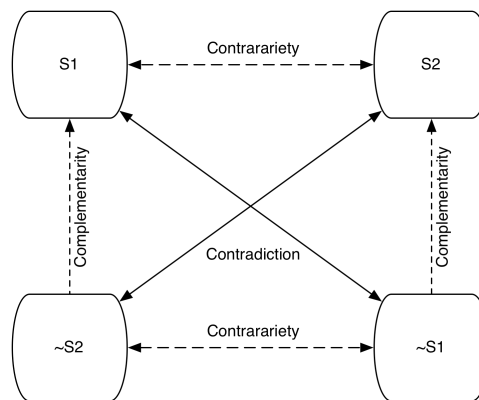 Contrarariety
S1
S2
Complementarity
Complementarity
Contradiction
Contrarariety
~S2
~S1